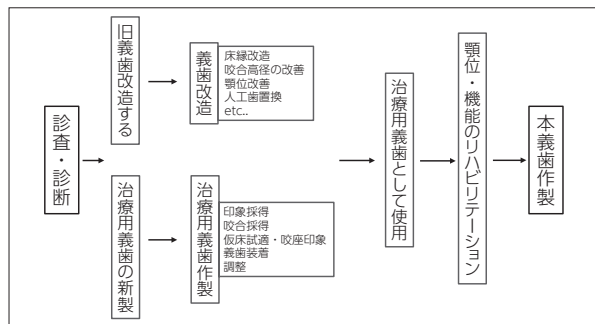 診査・診断
旧義歯改造する
義歯改造
床縁改造
咬合高径の改善
顎位改善
人工歯置換
etc..
治療用義歯の新製
治療用義歯作製
印象採得
咬合採得
仮床試適・咬座印象
義歯装着
調整
治療用義歯として使用
顎位・機能のリハビリテーション
本義歯作製